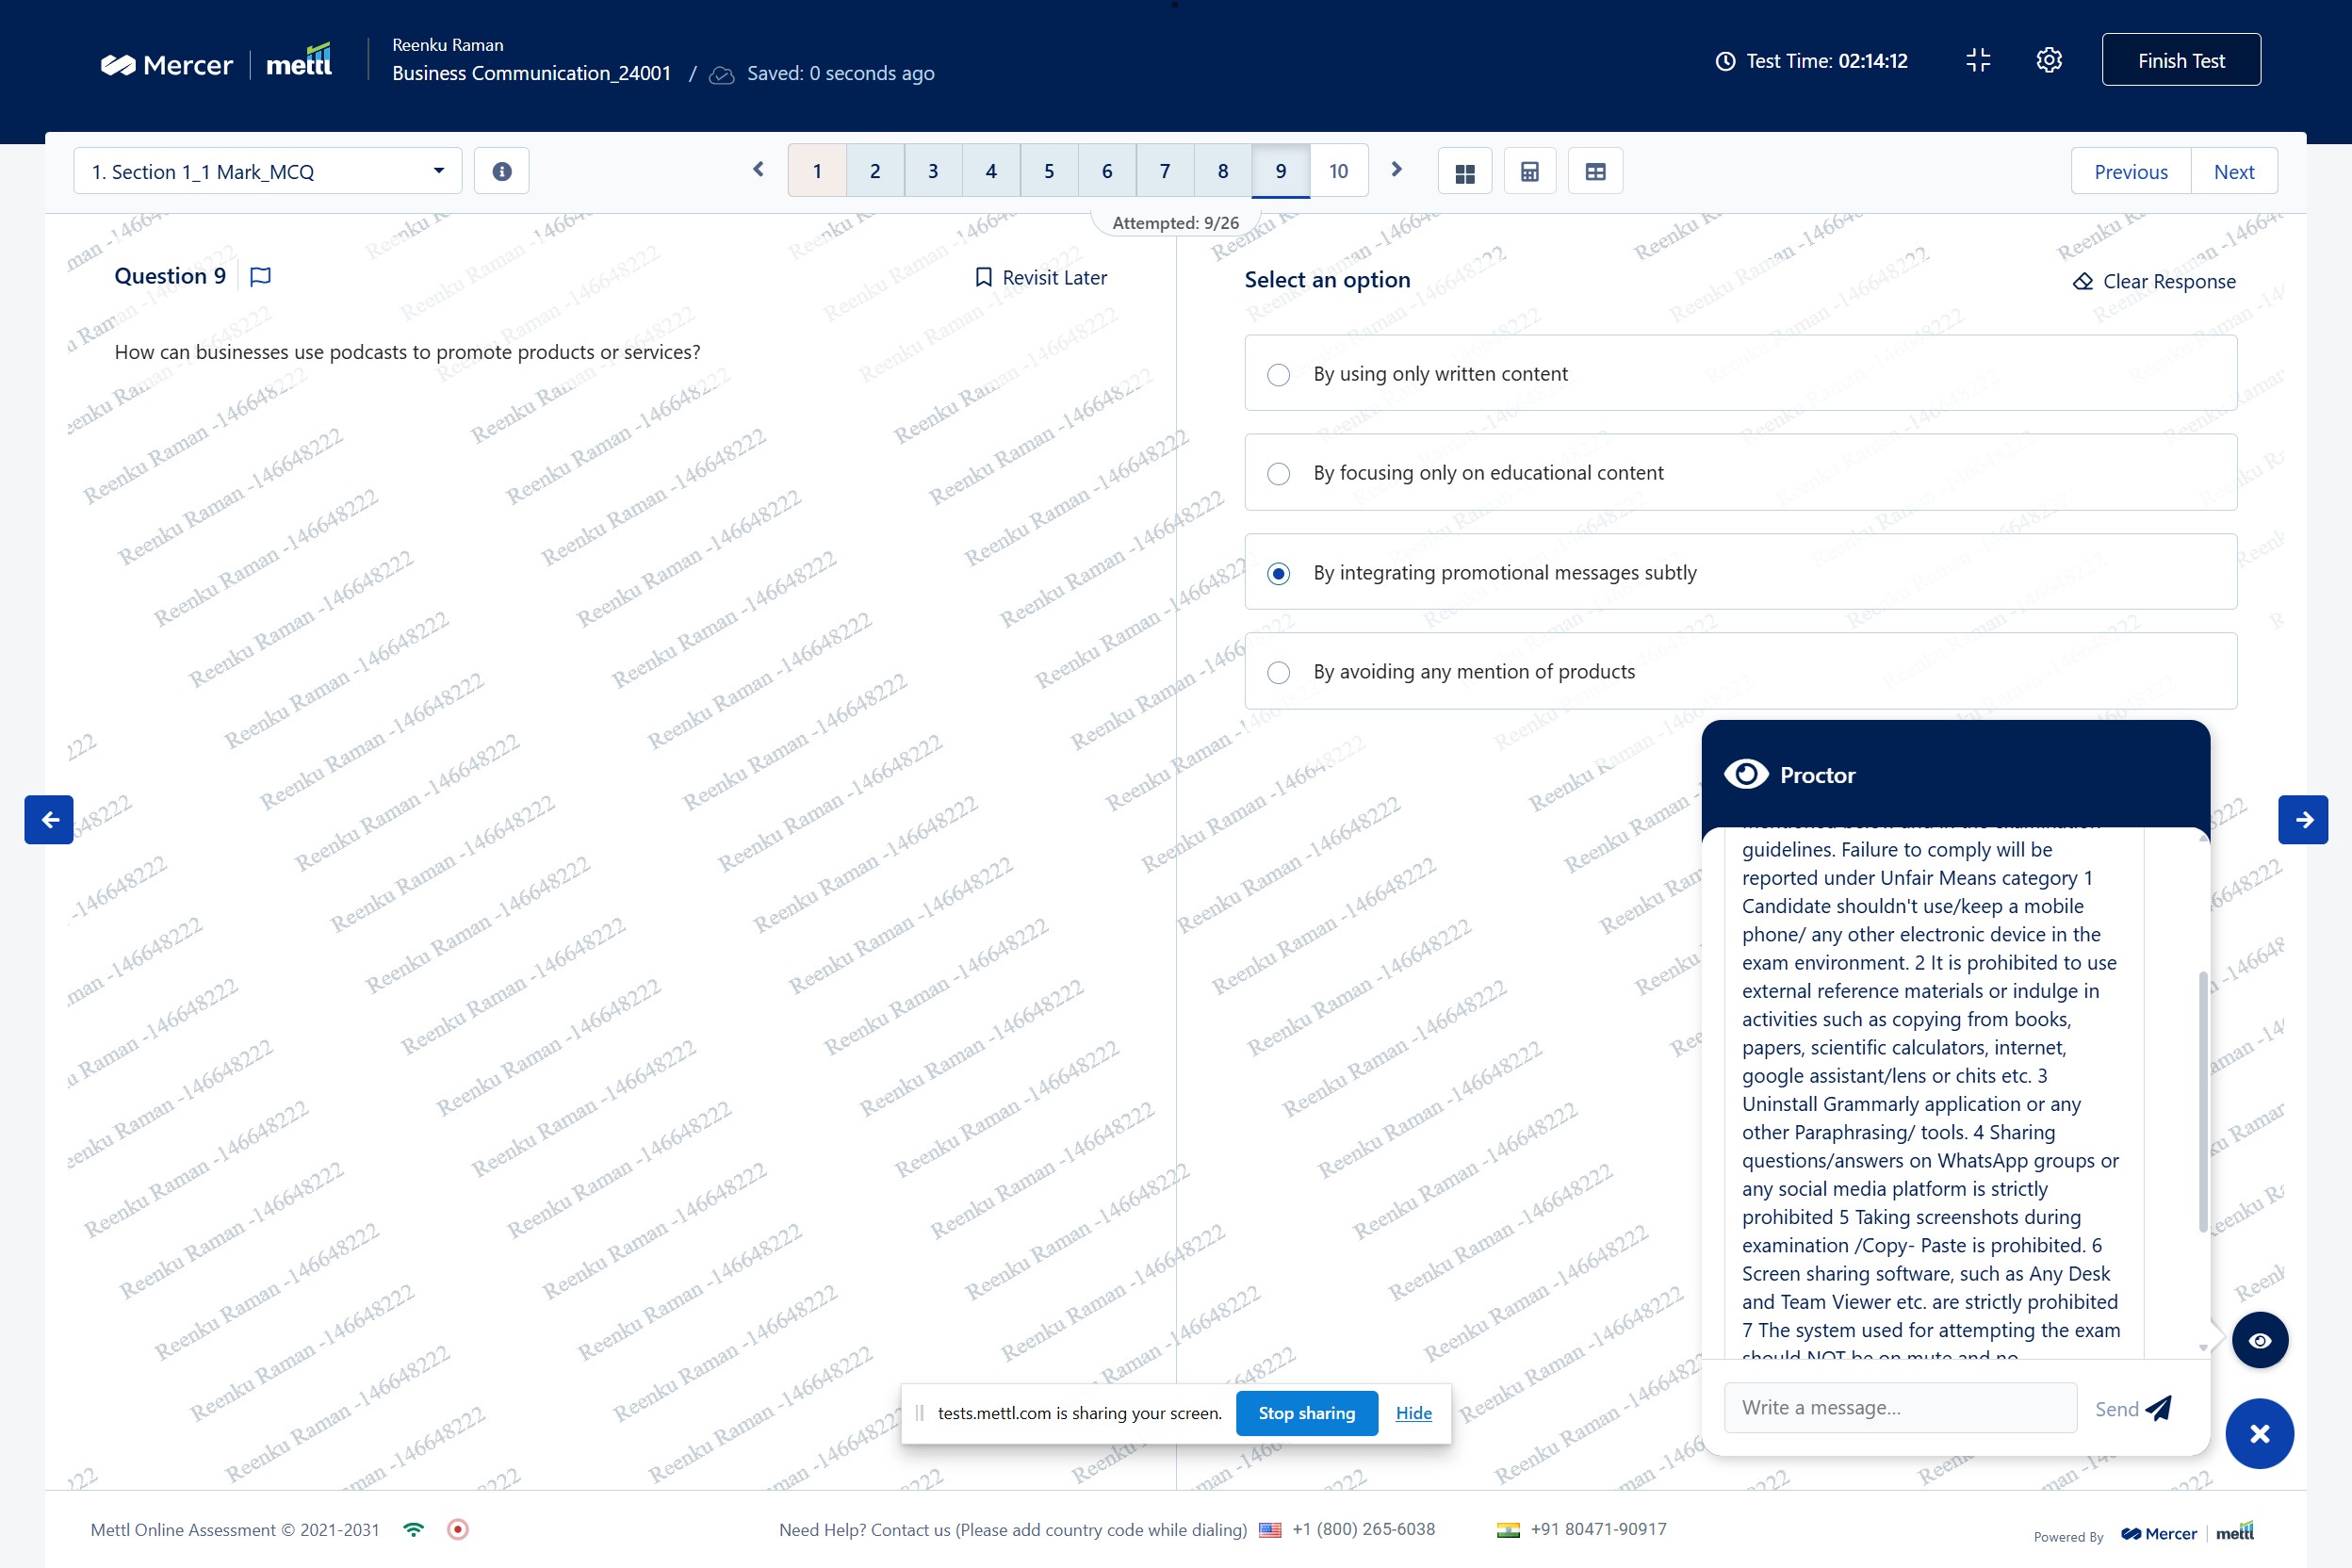 Mercer | mettl
Reenku Raman
Business Communication_24001 / Saved: 0 seconds ago
Test Time: 02:14:12
Finish Test
1. Section 1_1 Mark_MCQ
1 2 3 4 5 6 7 8 9 10
Previous
Next
Attempted: 9/26
Question 9
Revisit Later
How can businesses use podcasts to promote products or services?
Select an option
Clear Response
By using only written content
By focusing only on educational content
By integrating promotional messages subtly
By avoiding any mention of products
Reenku Raman -146648222
Proctor
guidelines. Failure to comply will be
reported under Unfair Means category 1
Candidate shouldn't use/keep a mobile
phone/ any other electronic device in the
exam environment. 2 It is prohibited to use
external reference materials or indulge in
activities such as copying from books,
papers, scientific calculators, internet,
google assistant/lens or chits etc. 3
Uninstall Grammarly application or any
other Paraphrasing/ tools. 4 Sharing
questions/answers on WhatsApp groups or
any social media platform is strictly
prohibited 5 Taking screenshots during
examination /Copy- Paste is prohibited. 6
Screen sharing software, such as Any Desk
and Team Viewer etc. are strictly prohibited
7 The system used for attempting the exam
should NOT be on mute and no
Write a message...
Send
tests.mettl.com is sharing your screen.
Stop sharing
Hide
Mettl Online Assessment © 2021-2031
Need Help? Contact us (Please add country code while dialing) +1 (800) 265-6038 +91 80471-90917
Powered By Mercer | mettl